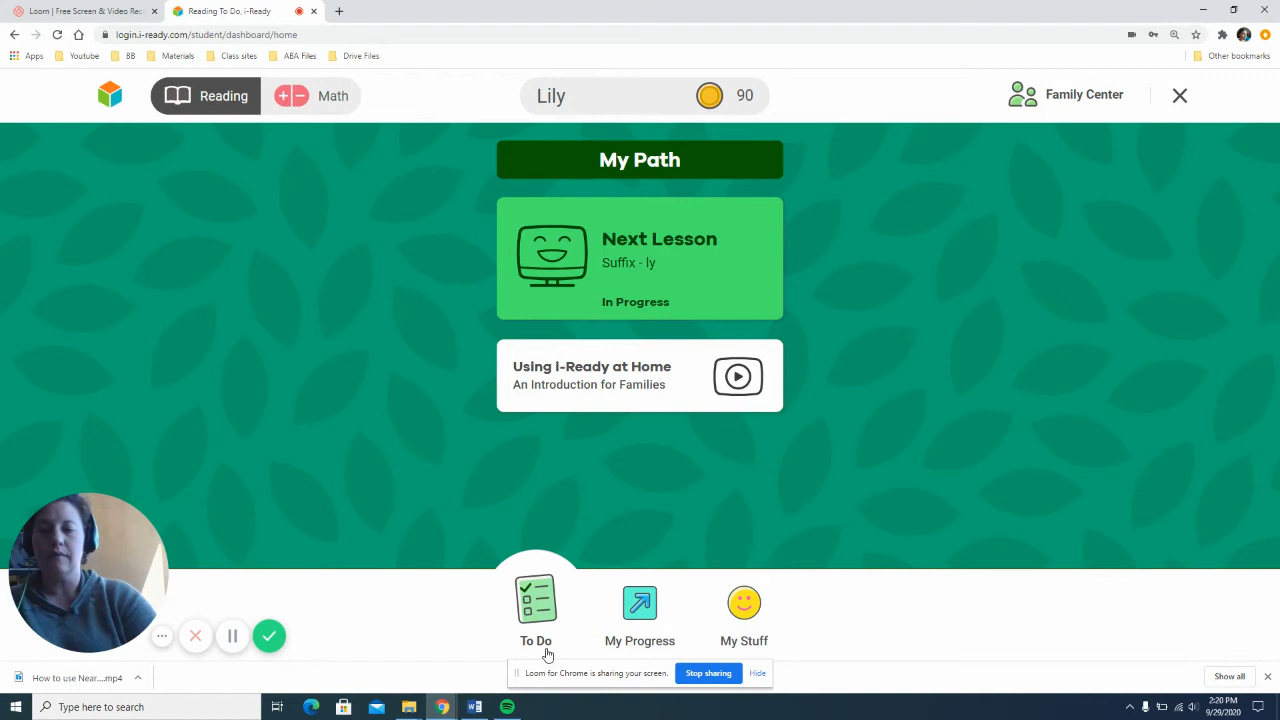 Loom | Free Screen & Video Rec
Reading To Do, i-Ready
login.i-ready.com/student/dashboard/home
Apps
Youtube
BB
Materials
Class sites
ABA Files
Drive Files
Other bookmarks
Reading
Math
Lily
90
Family Center
My Path
Next Lesson
Suffix - ly
In Progress
Using i-Ready at Home
An Introduction for Families
To Do
My Progress
My Stuff
Loom for Chrome is sharing your screen.
Stop sharing
Hide
How to use Near....mp4
Show all
Type here to search
2:20 PM
9/29/2020